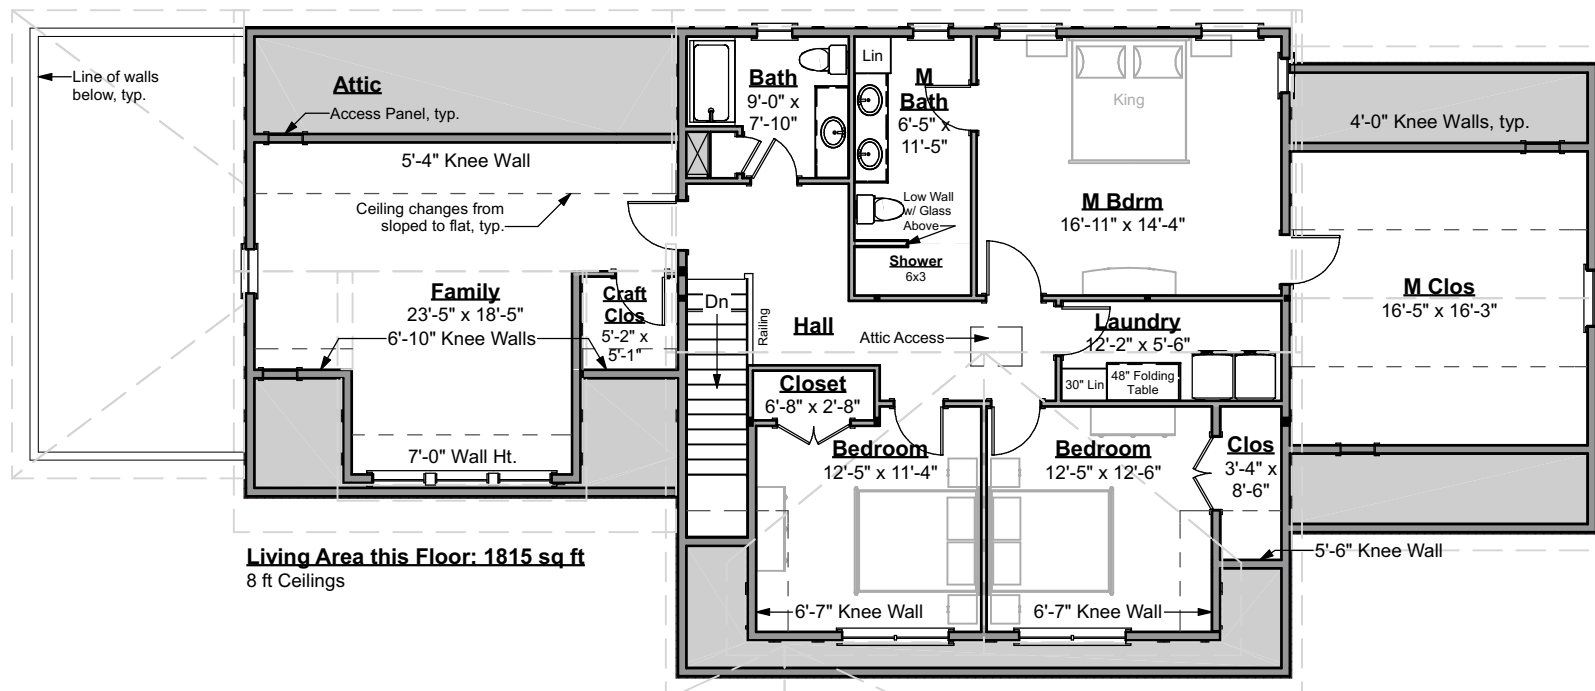 Line of walls
below, typ.
Attic
Access Panel, typ.
5'-4" Knee Wall
Ceiling changes from
sloped to flat, typ.
Family
23'-5" x 18'-5"
6'-10" Knee Walls
Craft
Clos
5'-2" x
5'-1"
7'-0" Wall Ht.
Living Area this Floor: 1815 sq ft
8 ft Ceilings
Bath
9'-0" x
7'-10"
Lin
M
Bath
6'-5" x
11'-5"
Low Wall
w/ Glass
Above
Shower
6x3
King
M Bdrm
16'-11" x 14'-4"
4'-0" Knee Walls, typ.
M Clos
16'-5" x 16'-3"
Dn
Railing
Hall
Attic Access
Laundry
12'-2" x 5'-6"
30" Lin
48" Folding
Table
Closet
6'-8" x 2'-8"
Bedroom
12'-5" x 11'-4"
6'-7" Knee Wall
Bedroom
12'-5" x 12'-6"
6'-7" Knee Wall
Clos
3'-4" x
8'-6"
5'-6" Knee Wall